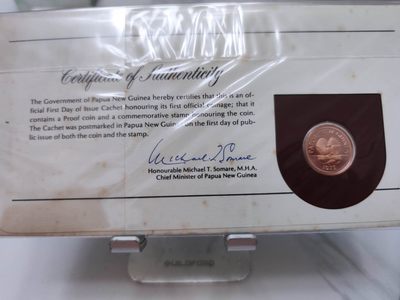 Certificate of Authenticity
The Government of Papua New Guinea hereby certifies that this is an of-
ficial First Day of Issue Cachet honouring its first official coinage; that it
contains a Proof coin and a commemorative stamp honouring the coin.
The Cachet was postmarked in Papua New Guinea on the first day of pub-
lic issue of both the coin and the stamp.
Michael T Somare
Honourable Michael T. Somare, M.H.A.
Chief Minister of Papua New Guinea
GUILDFORD